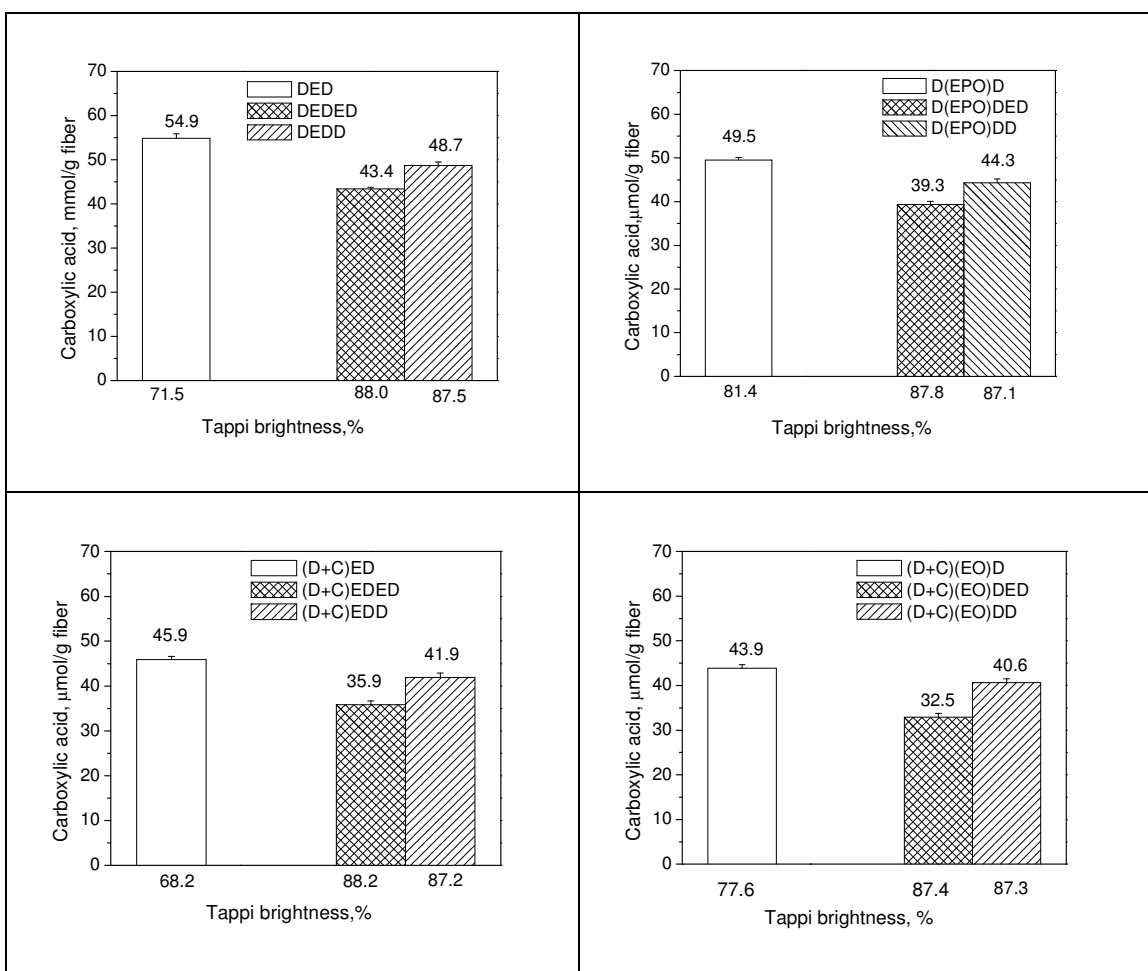 70
60
50
40
30
20
10
0
Carboxylic acid, mmol/g fiber
DED
DEDED
DEDD
54.9
43.4
48.7
71.5
88.0
87.5
Tappi brightness,%
70
60
50
40
30
20
10
0
Carboxylic acid,μmol/g fiber
D(EPO)D
D(EPO)DED
D(EPO)DD
49.5
39.3
44.3
81.4
87.8
87.1
Tappi brightness,%
70
60
50
40
30
20
10
0
Carboxylic acid, μmol/g fiber
(D+C)ED
(D+C)EDED
(D+C)EDD
45.9
35.9
41.9
68.2
88.2
87.2
Tappi brightness,%
70
60
50
40
30
20
10
0
Carboxylic acid, μmol/g fiber
(D+C)(EO)D
(D+C)(EO)DED
(D+C)(EO)DD
43.9
32.5
40.6
77.6
87.4
87.3
Tappi brightness, %